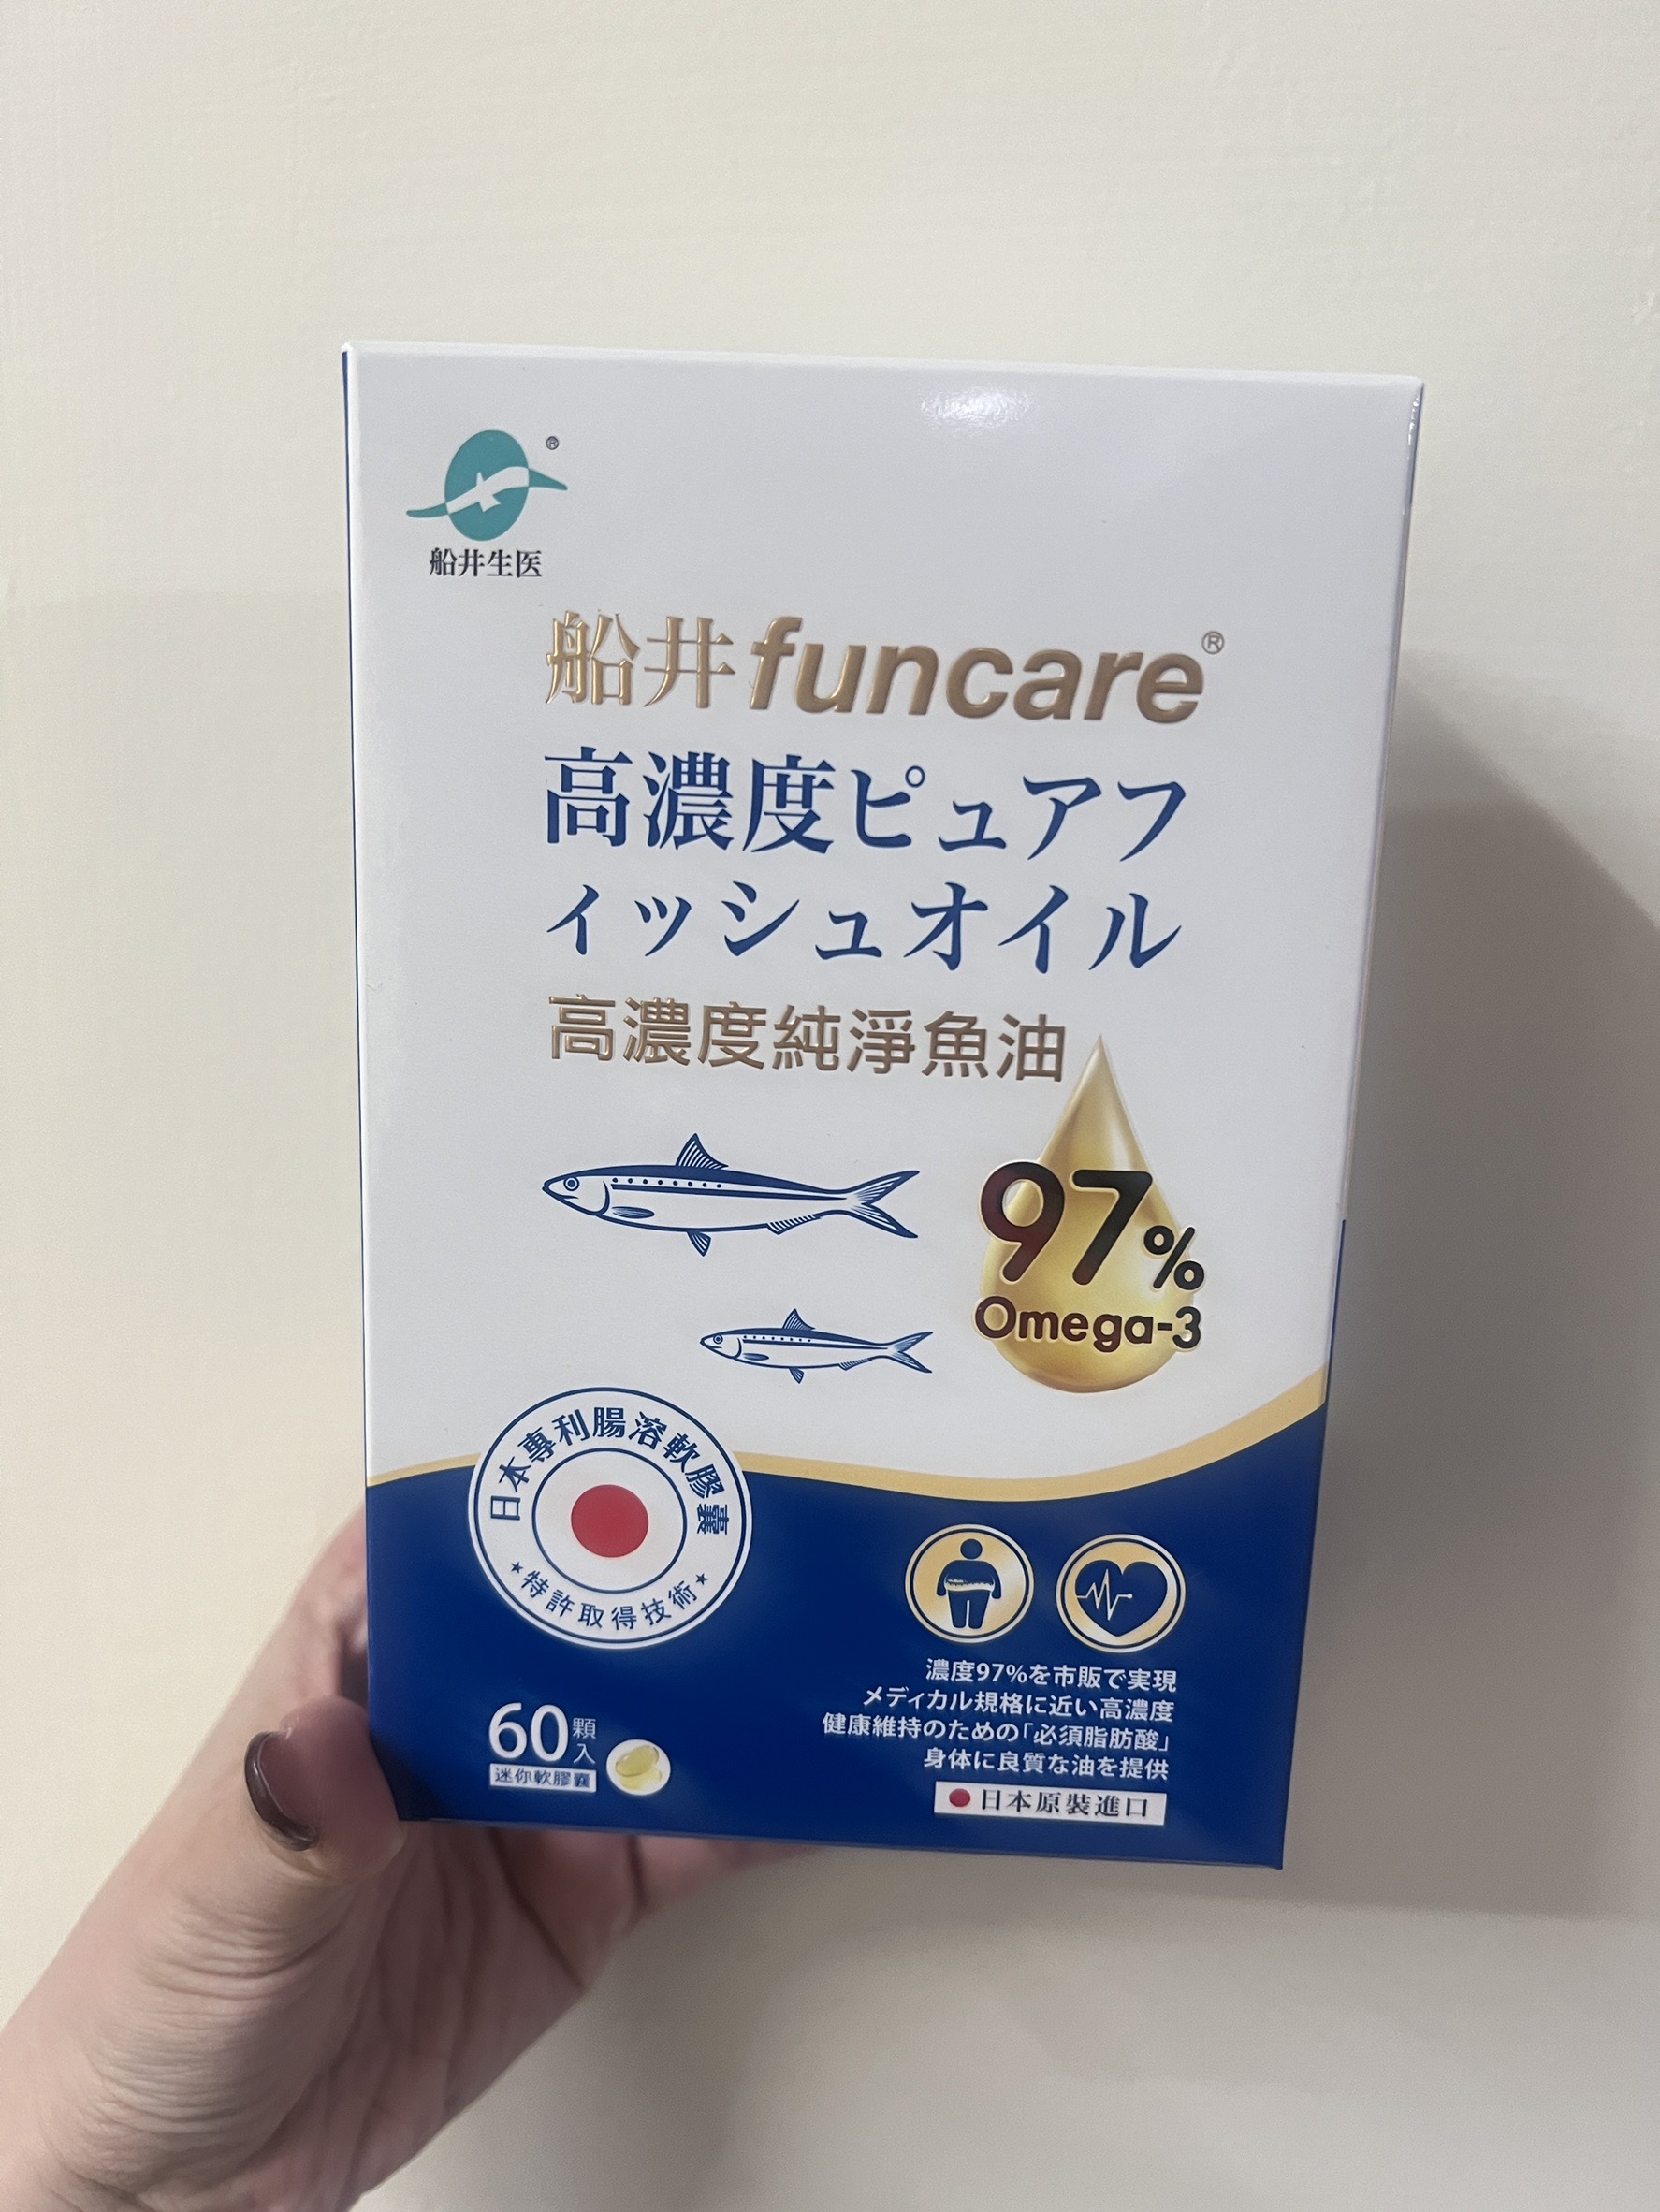 ®
船井生医
船井funcare®
高濃度ピュアフ
ィッシュオイル
高濃度純淨魚油
97%
Omega-3
日本專利腸溶軟膠囊
★特許取得技術★
濃度97%を市販で実現
メディカル規格に近い高濃度
健康維持のための「必須脂肪酸」
身体に良質な油を提供
日本原裝進口
60顆入
迷你軟膠囊